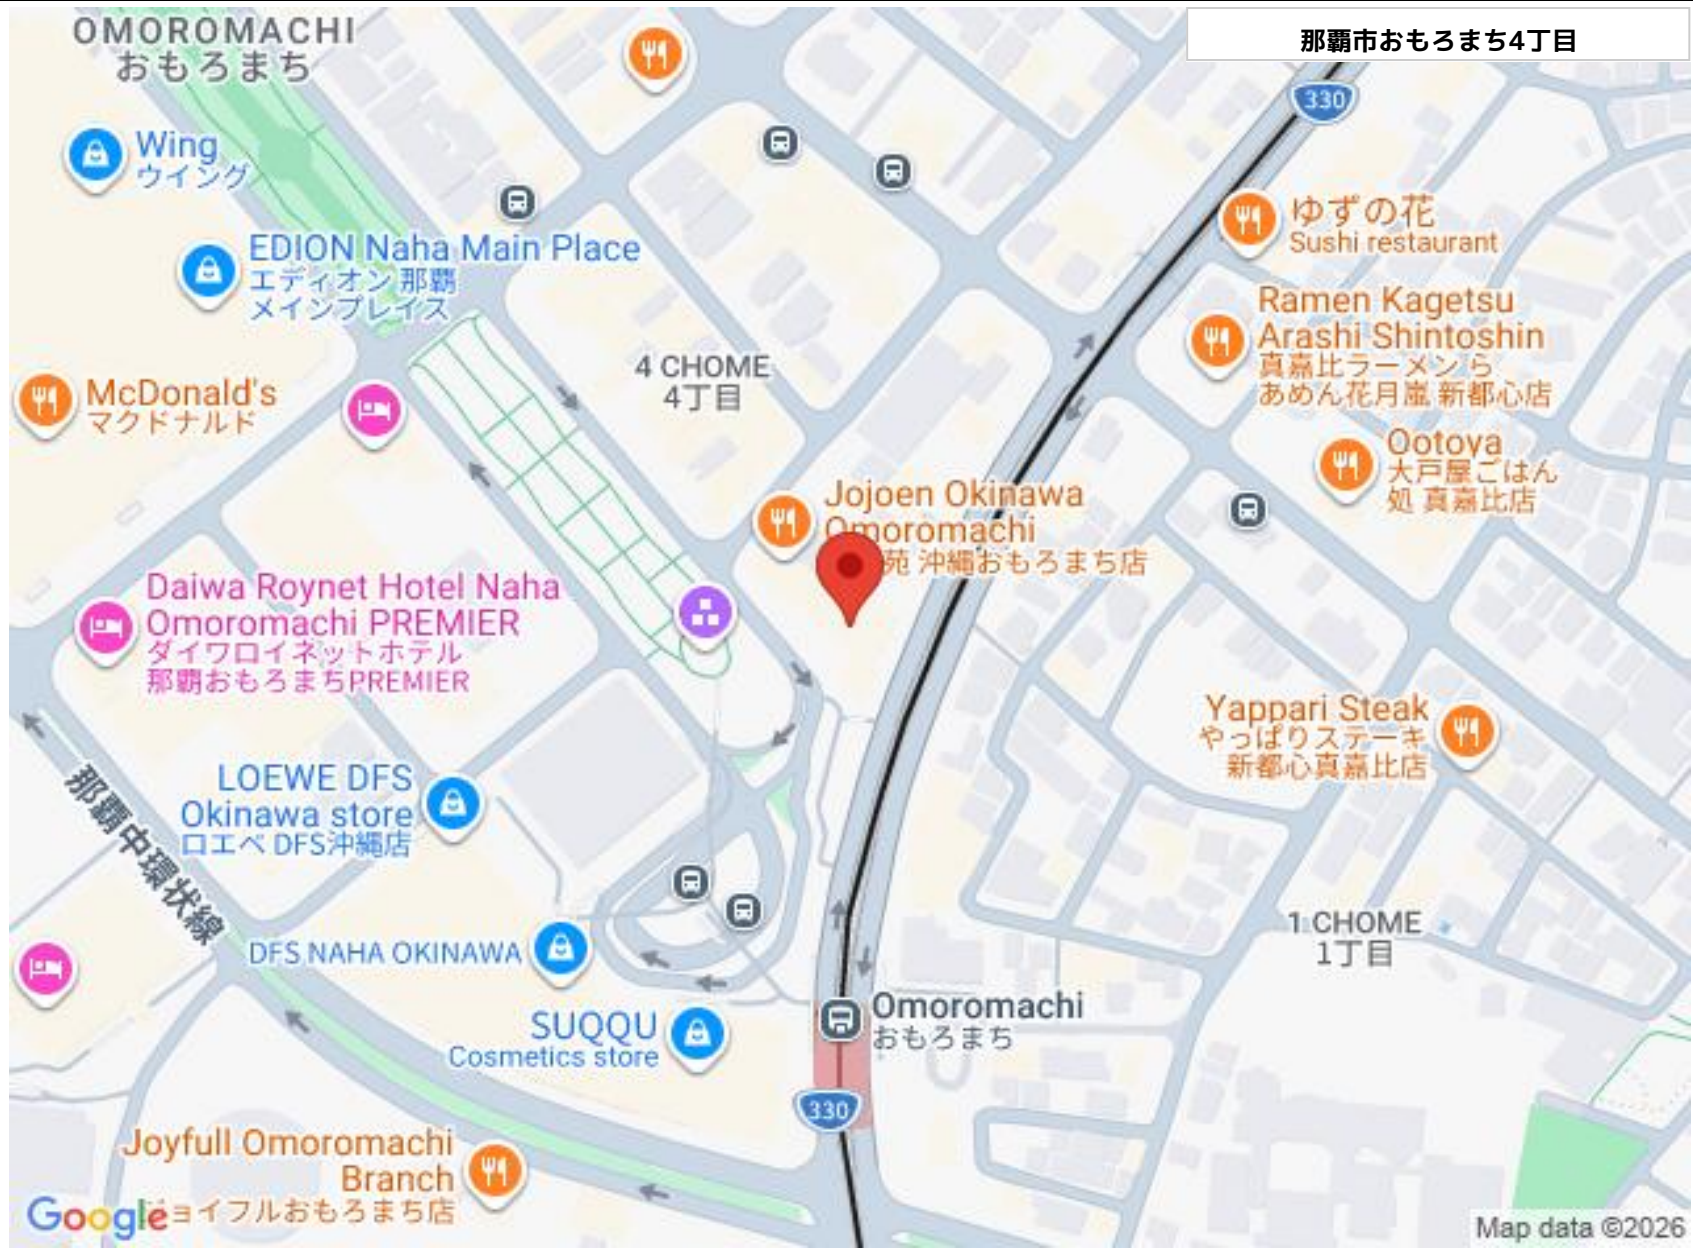 OMOROMACHI
おもろまち
那覇市おもろまち4丁目
330
Wing
ウイング
ゆずの花
Sushi restaurant
EDION Naha Main Place
エディオン 那覇
メインプレイス
Ramen Kagetsu
Arashi Shintoshin
真嘉比ラーメン ら
あめん花月嵐 新都心店
4 CHOME
4丁目
McDonald's
マクドナルド
Ootoya
大戸屋ごはん
処 真嘉比店
Jojoen Okinawa
Omoromachi
苑 沖縄おもろまち店
Daiwa Roynet Hotel Naha
Omoromachi PREMIER
ダイワロイネットホテル
那覇おもろまちPREMIER
Yappari Steak
やっぱりステーキ
新都心真嘉比店
LOEWE DFS
Okinawa store
ロエベ DFS沖縄店
那覇中環状線
1 CHOME
1丁目
DFS NAHA OKINAWA
Omoromachi
おもろまち
SUQQU
Cosmetics store
330
Joyfull Omoromachi
Branch
ョイフルおもろまち店
Google
Map data ©2026